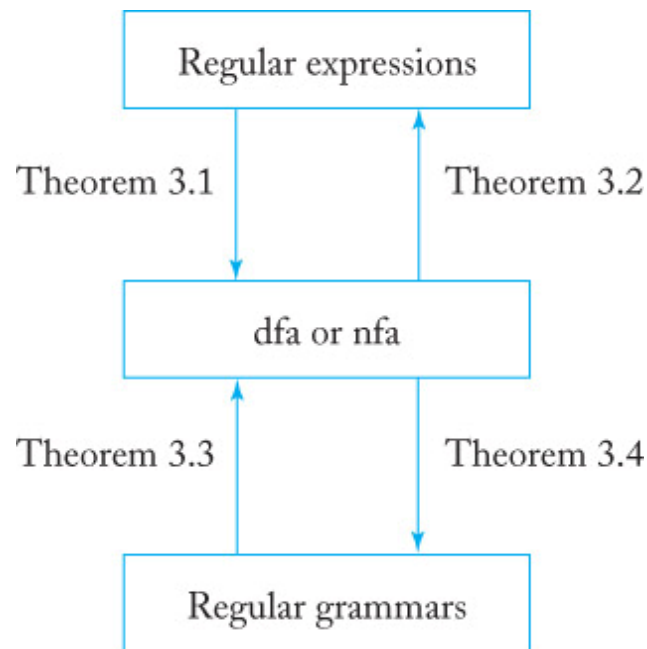 Regular expressions
Theorem 3.1
Theorem 3.2
dfa or nfa
Theorem 3.3
Theorem 3.4
Regular grammars